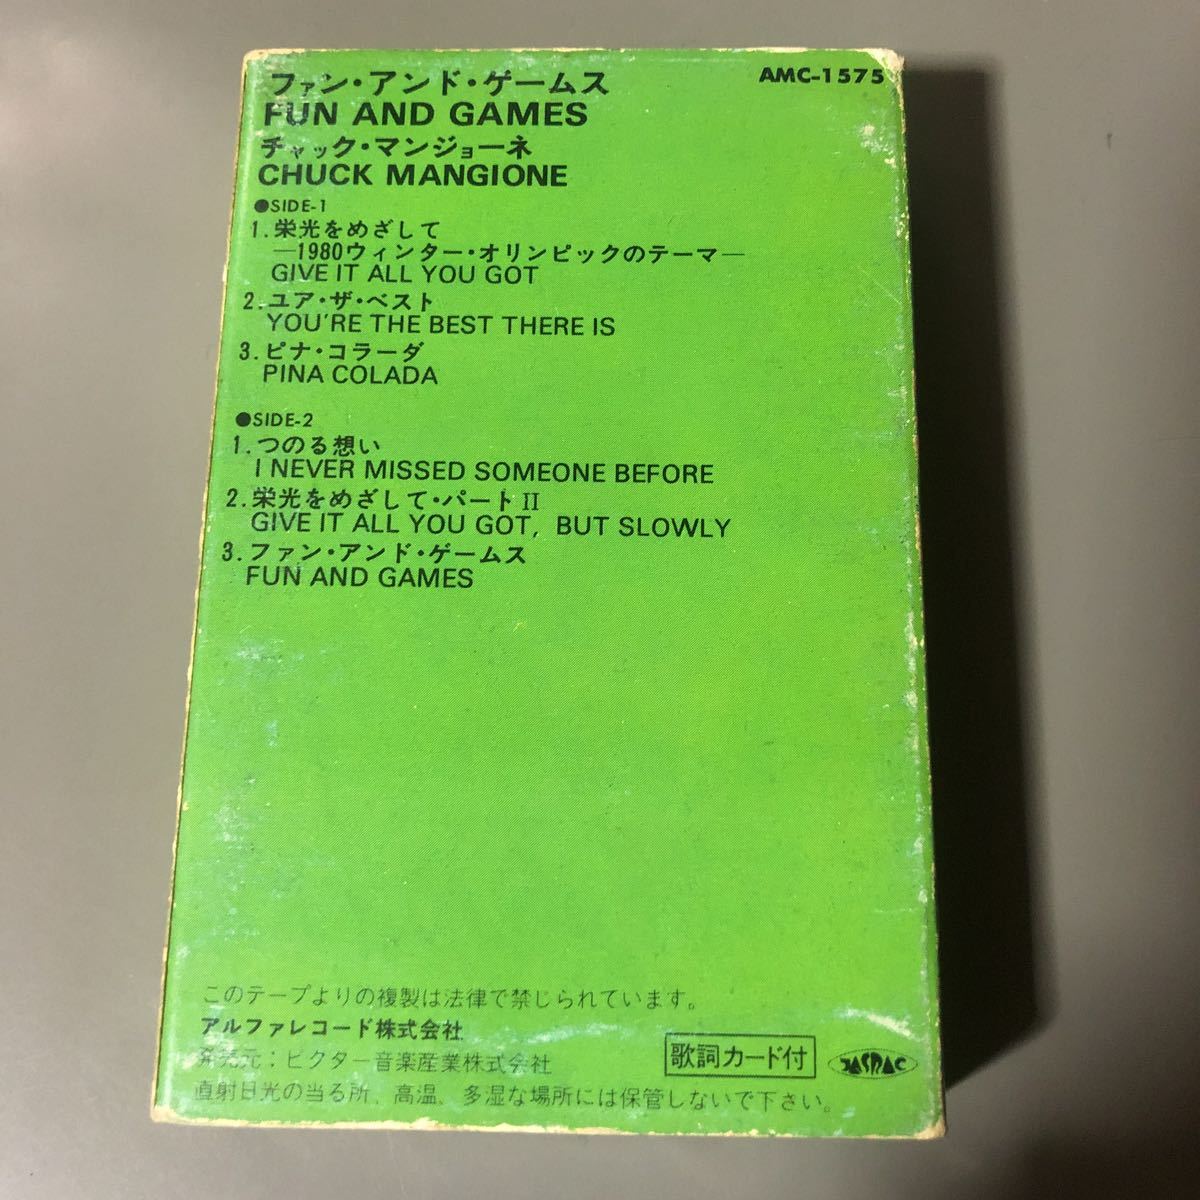 ファン・アンド・ゲームス
AMC-1575
FUN AND GAMES
チャック・マンジョーネ
CHUCK MANGIONE
●SIDE-1
1.栄光をめざして
—1980ウィンター・オリンピックのテーマ—
GIVE IT ALL YOU GOT
2.ユア・ザ・ベスト
YOU'RE THE BEST THERE IS
3.ピナ・コラーダ
PINA COLADA
●SIDE-2
1.つのる想い
I NEVER MISSED SOMEONE BEFORE
2.栄光をめざして・パートII
GIVE IT ALL YOU GOT, BUT SLOWLY
3.ファン・アンド・ゲームス
FUN AND GAMES
このテープよりの複製は法律で禁じられています。
アルファレコード株式会社
発売元：ビクター音楽産業株式会社
歌詞カード付
JASRAC
直射日光の当る所、高温、多湿な場所には保管しないで下さい。